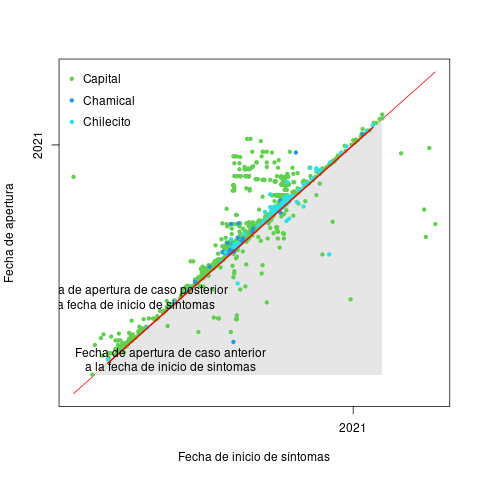 Capital
Chamical
Chilecito
2021
Fecha de apertura
a de apertura de caso posterior
a fecha de inicio de síntomas
Fecha de apertura de caso anterior
a la fecha de inicio de sintomas
2021
Fecha de inicio de síntomas